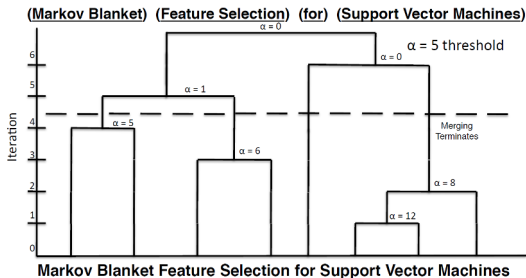 (Markov Blanket) (Feature Selection) (for) (Support Vector Machines)
α=0
α = 5 threshold
6
α=0
5
α = 1
4
α = 5
Merging
Terminates
Iteration
3
α = 6
2
α = 8
1
α = 12
0
Markov Blanket Feature Selection for Support Vector Machines